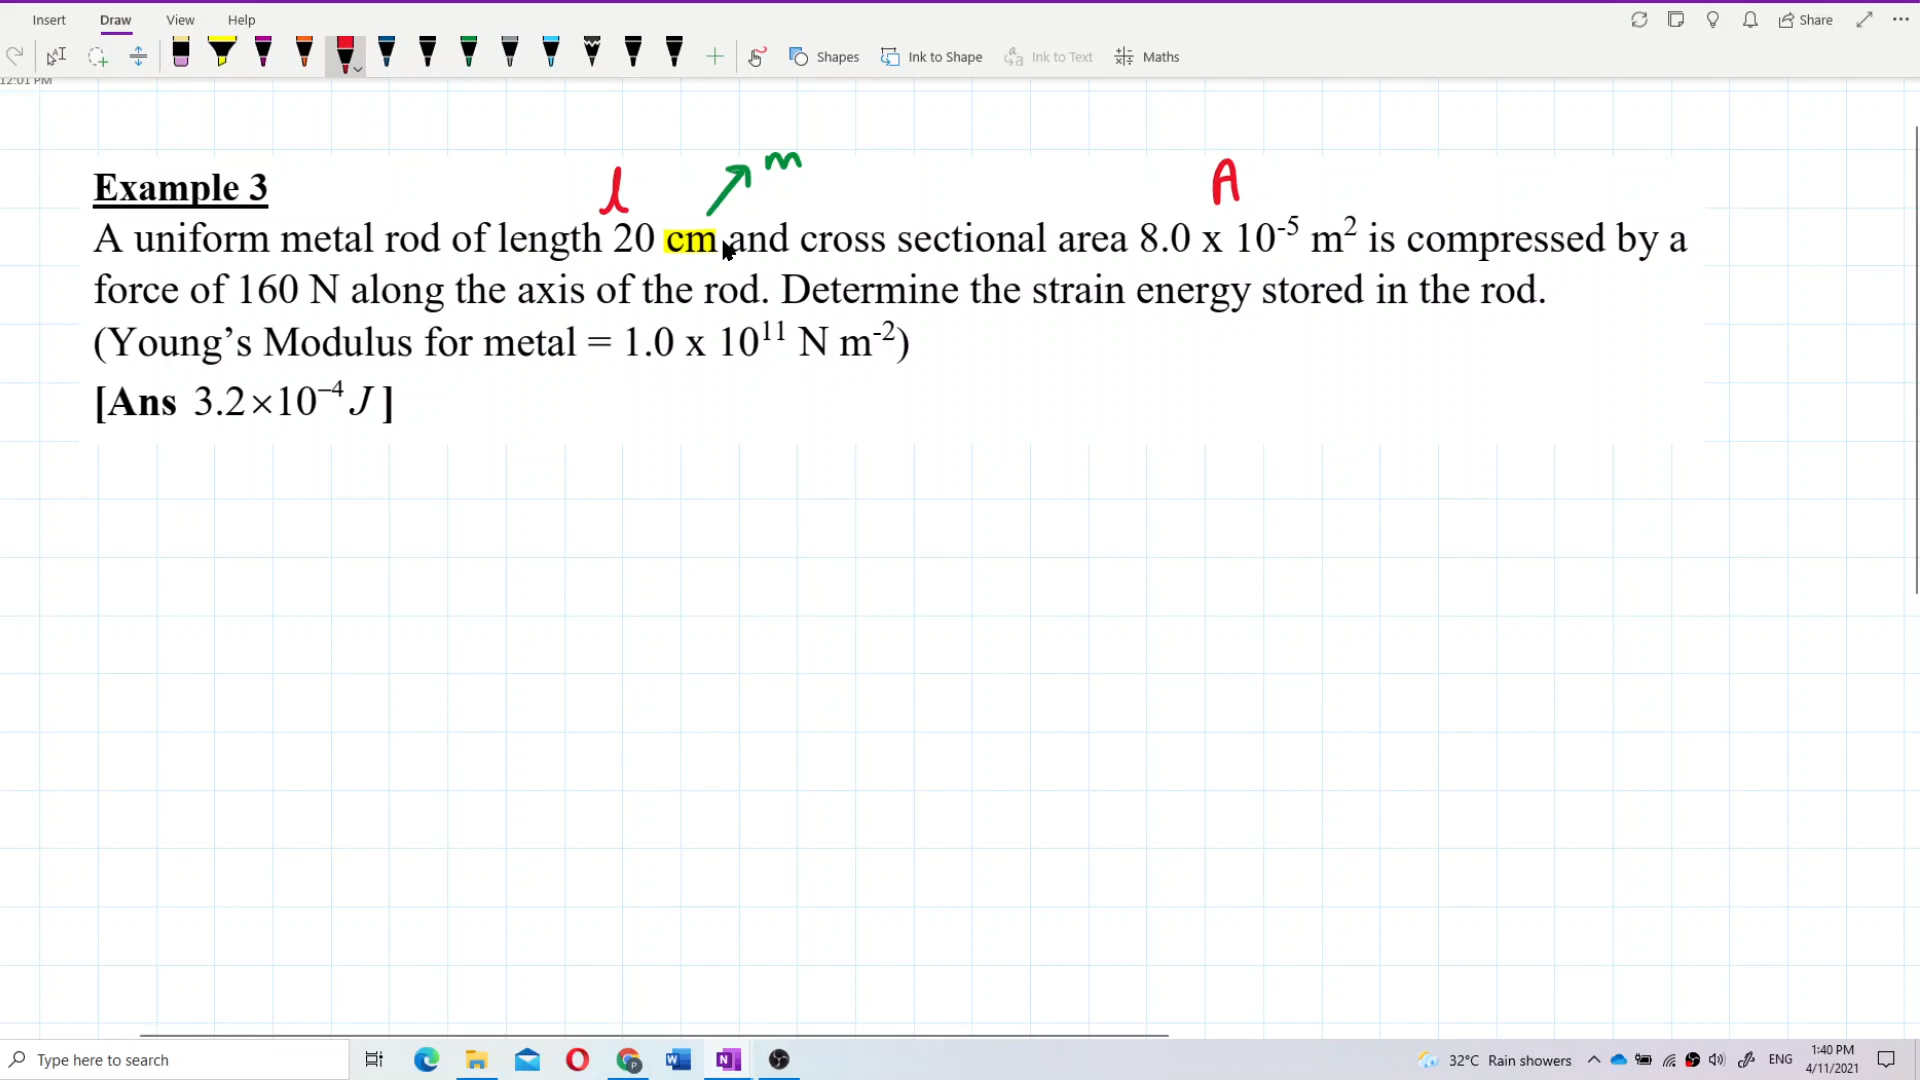 Insert Draw View Help Share
Shapes Ink to Shape Ink to Text Maths
12:01 PM
l m A
Example 3
A uniform metal rod of length 20 cm and cross sectional area 8.0 x 10⁻⁵ m² is compressed by a
force of 160 N along the axis of the rod. Determine the strain energy stored in the rod.
(Young’s Modulus for metal = 1.0 x 10¹¹ N m⁻²)
[Ans 3.2×10⁻⁴ J ]
Type here to search 32°C Rain showers ENG 1:40 PM
4/11/2021